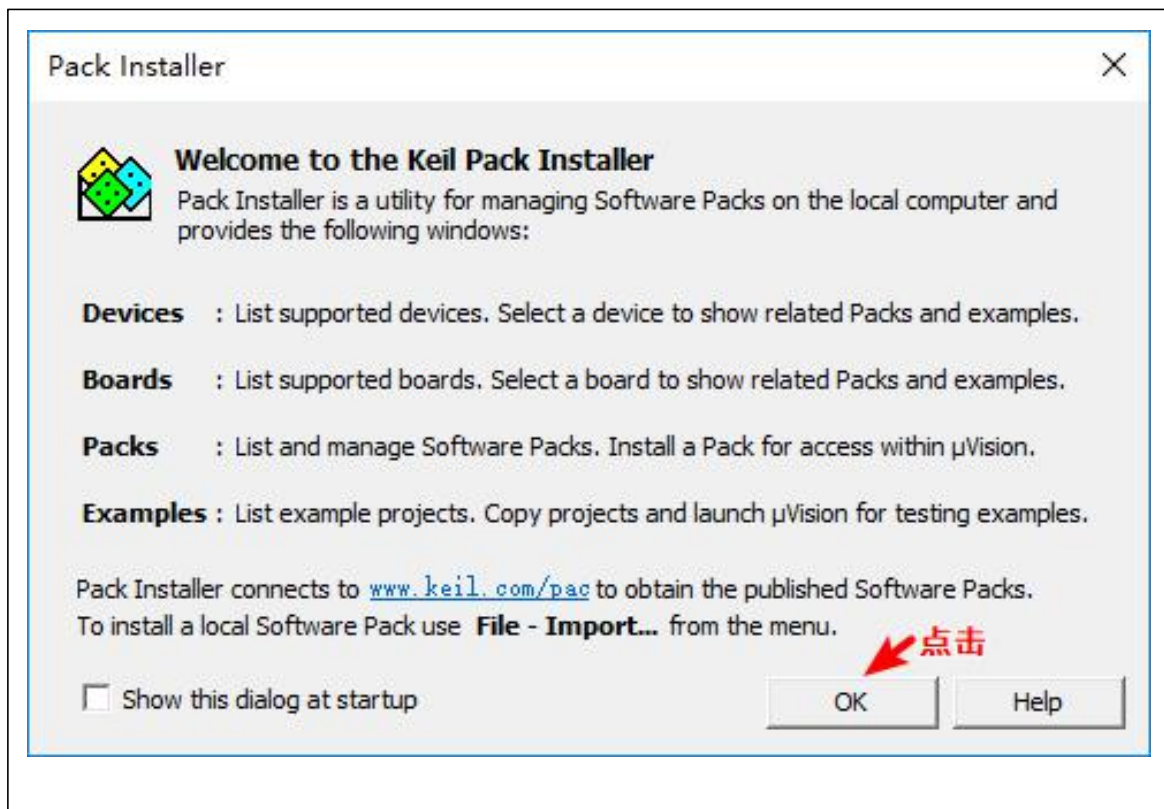 Pack Installer
Welcome to the Keil Pack Installer
Pack Installer is a utility for managing Software Packs on the local computer and
provides the following windows:
Devices : List supported devices. Select a device to show related Packs and examples.
Boards : List supported boards. Select a board to show related Packs and examples.
Packs : List and manage Software Packs. Install a Pack for access within µVision.
Examples : List example projects. Copy projects and launch µVision for testing examples.
Pack Installer connects to www.keil.com/pac to obtain the published Software Packs.
To install a local Software Pack use File - Import... from the menu.
点击
Show this dialog at startup
OK
Help